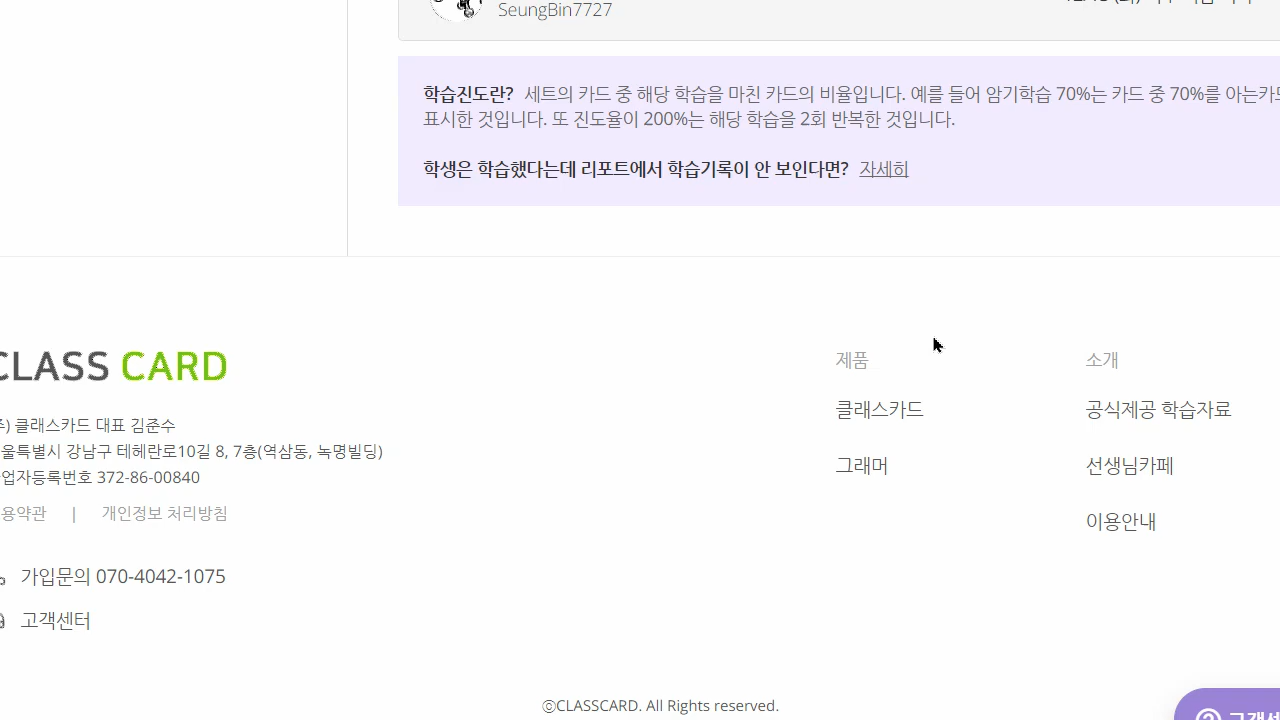 SeungBin7727
학습진도란? 세트의 카드 중 해당 학습을 마친 카드의 비율입니다. 예를 들어 암기학습 70%는 카드 중 70%를 아는카드
표시한 것입니다. 또 진도율이 200%는 해당 학습을 2회 반복한 것입니다.
학생은 학습했다는데 리포트에서 학습기록이 안 보인다면? 자세히
CLASS CARD
제품
소개
주) 클래스카드 대표 김준수
클래스카드
공식제공 학습자료
울특별시 강남구 테헤란로10길 8, 7층(역삼동, 녹명빌딩)
업자등록번호 372-86-00840
그래머
선생님카페
용약관 | 개인정보 처리방침
이용안내
가입문의 070-4042-1075
고객센터
ⓒCLASSCARD. All Rights reserved.
고객센